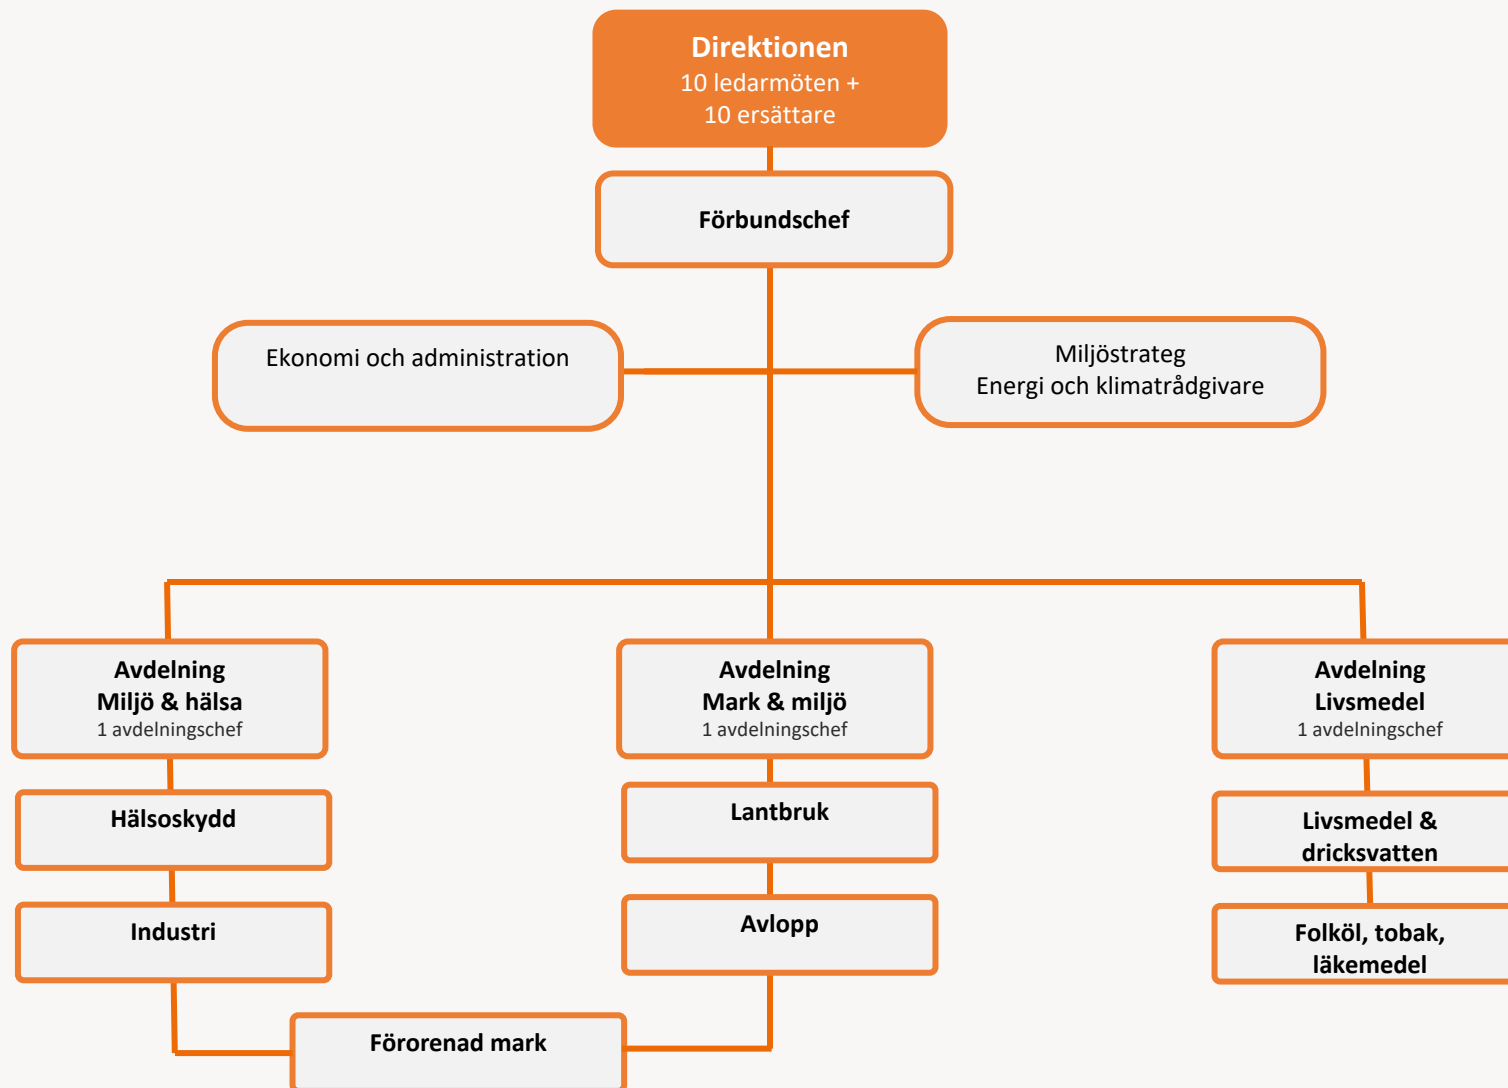 Direktionen
10 ledarmöten +
10 ersättare
Förbundschef
Ekonomi och administration
Miljöstrateg
Energi och klimatrådgivare
Avdelning
Miljö & hälsa
1 avdelningschef
Avdelning
Mark & miljö
1 avdelningschef
Avdelning
Livsmedel
1 avdelningschef
Hälsoskydd
Lantbruk
Livsmedel &
dricksvatten
Industri
Avlopp
Folköl, tobak,
läkemedel
Förorenad mark